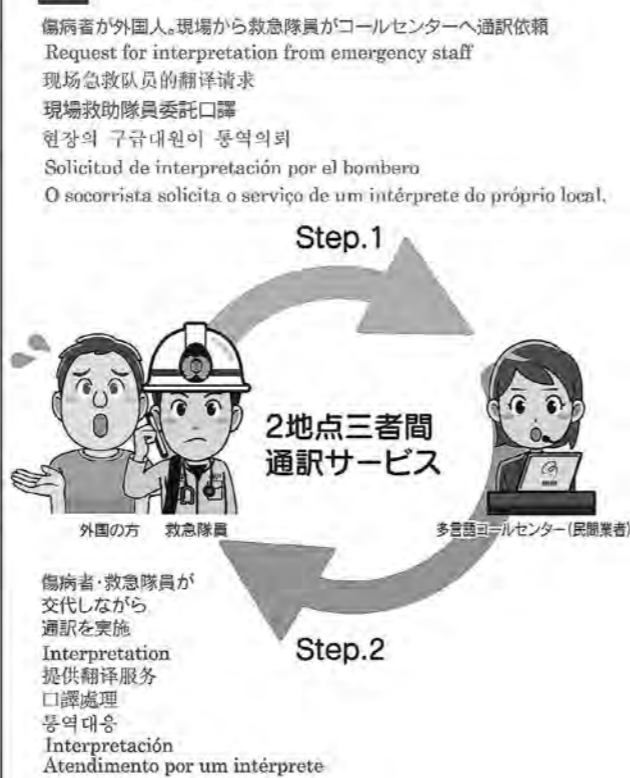 傷病者が外国人。現場から救急隊員がコールセンターへ通訳依頼
Request for interpretation from emergency staff
现场急救队员的翻译请求
現場救助隊員委託口譯
현장의 구급대원이 통역의뢰
Solicitud de interpretación por el bombero
O socorrista solicita o serviço de um intérprete do próprio local.
Step.1
2地点三者間
通訳サービス
外国の方 救急隊員
多言語コールセンター(民間業者)
傷病者・救急隊員が
交代しながら
通訳を実施
Interpretation
提供翻译服务
口譯處理
통역대응
Interpretación
Atendimento por um intérprete
Step.2